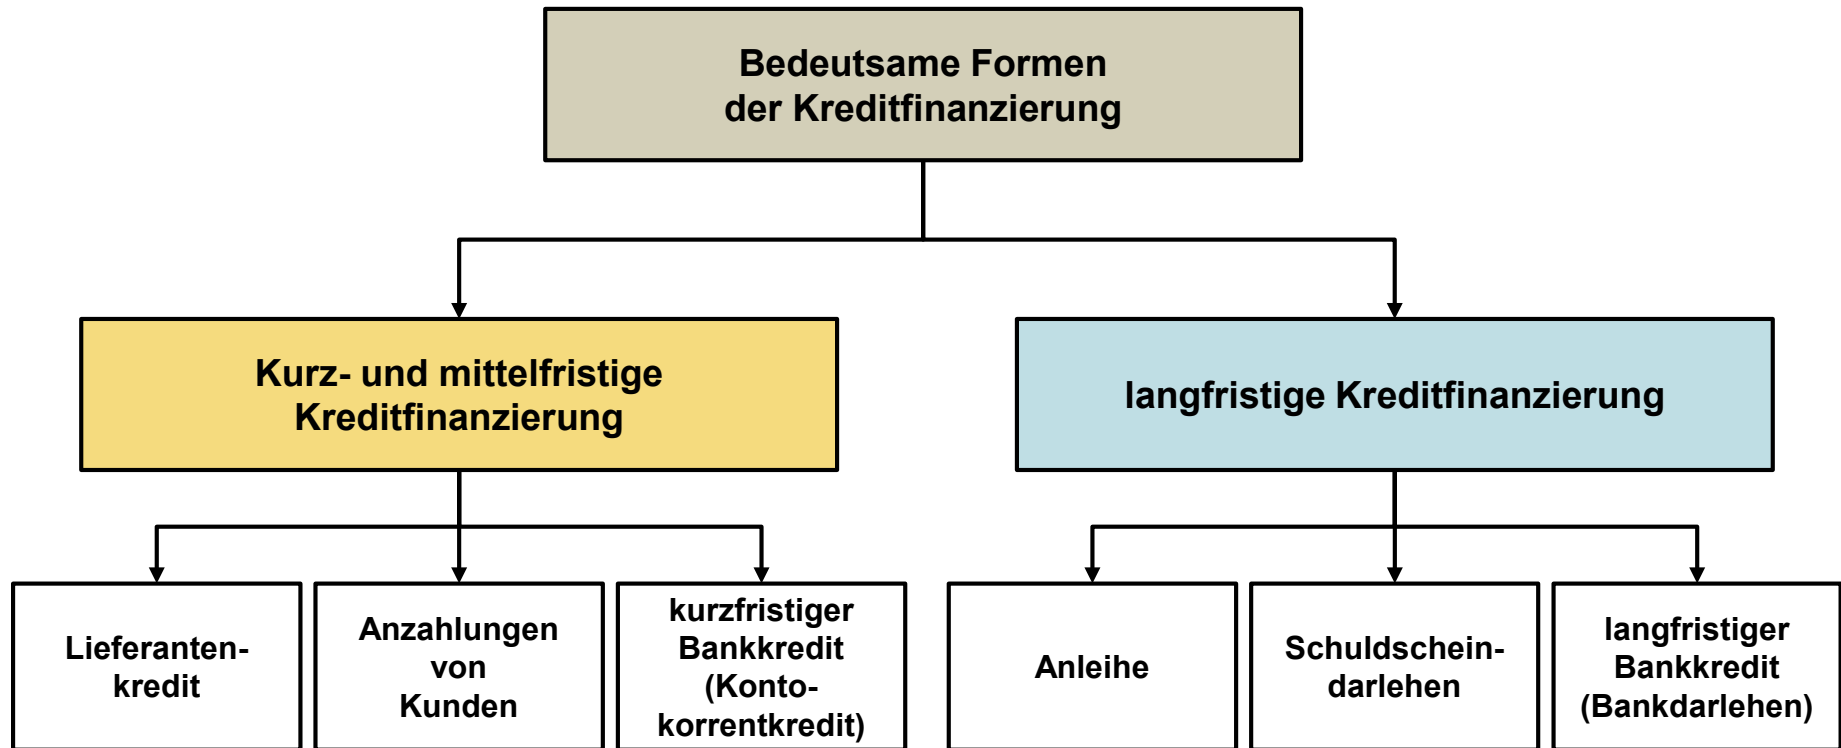 Bedeutsame Formen
der Kreditfinanzierung
Kurz- und mittelfristige
Kreditfinanzierung
langfristige Kreditfinanzierung
Lieferanten-
kredit
Anzahlungen
von
Kunden
kurzfristiger
Bankkredit
(Konto-
korrentkredit)
Anleihe
Schuldschein-
darlehen
langfristiger
Bankkredit
(Bankdarlehen)